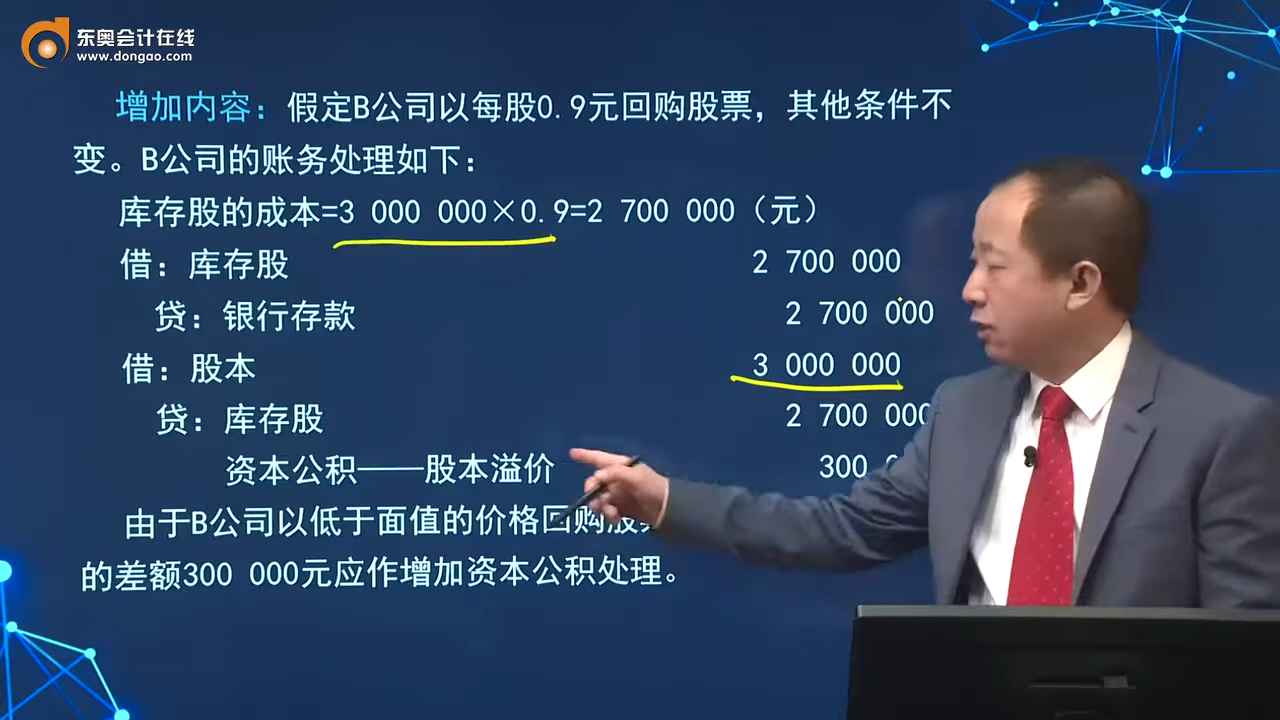 东奥会计在线
www.dongao.com
增加内容：假定B公司以每股0.9元回购股票，其他条件不
变。B公司的账务处理如下：
库存股的成本=3 000 000×0.9=2 700 000（元）
借：库存股 2 700 000
贷：银行存款 2 700 000
借：股本 3 000 000
贷：库存股 2 700 000
资本公积——股本溢价 300
由于B公司以低于面值的价格回购股
的差额300 000元应作增加资本公积处理。